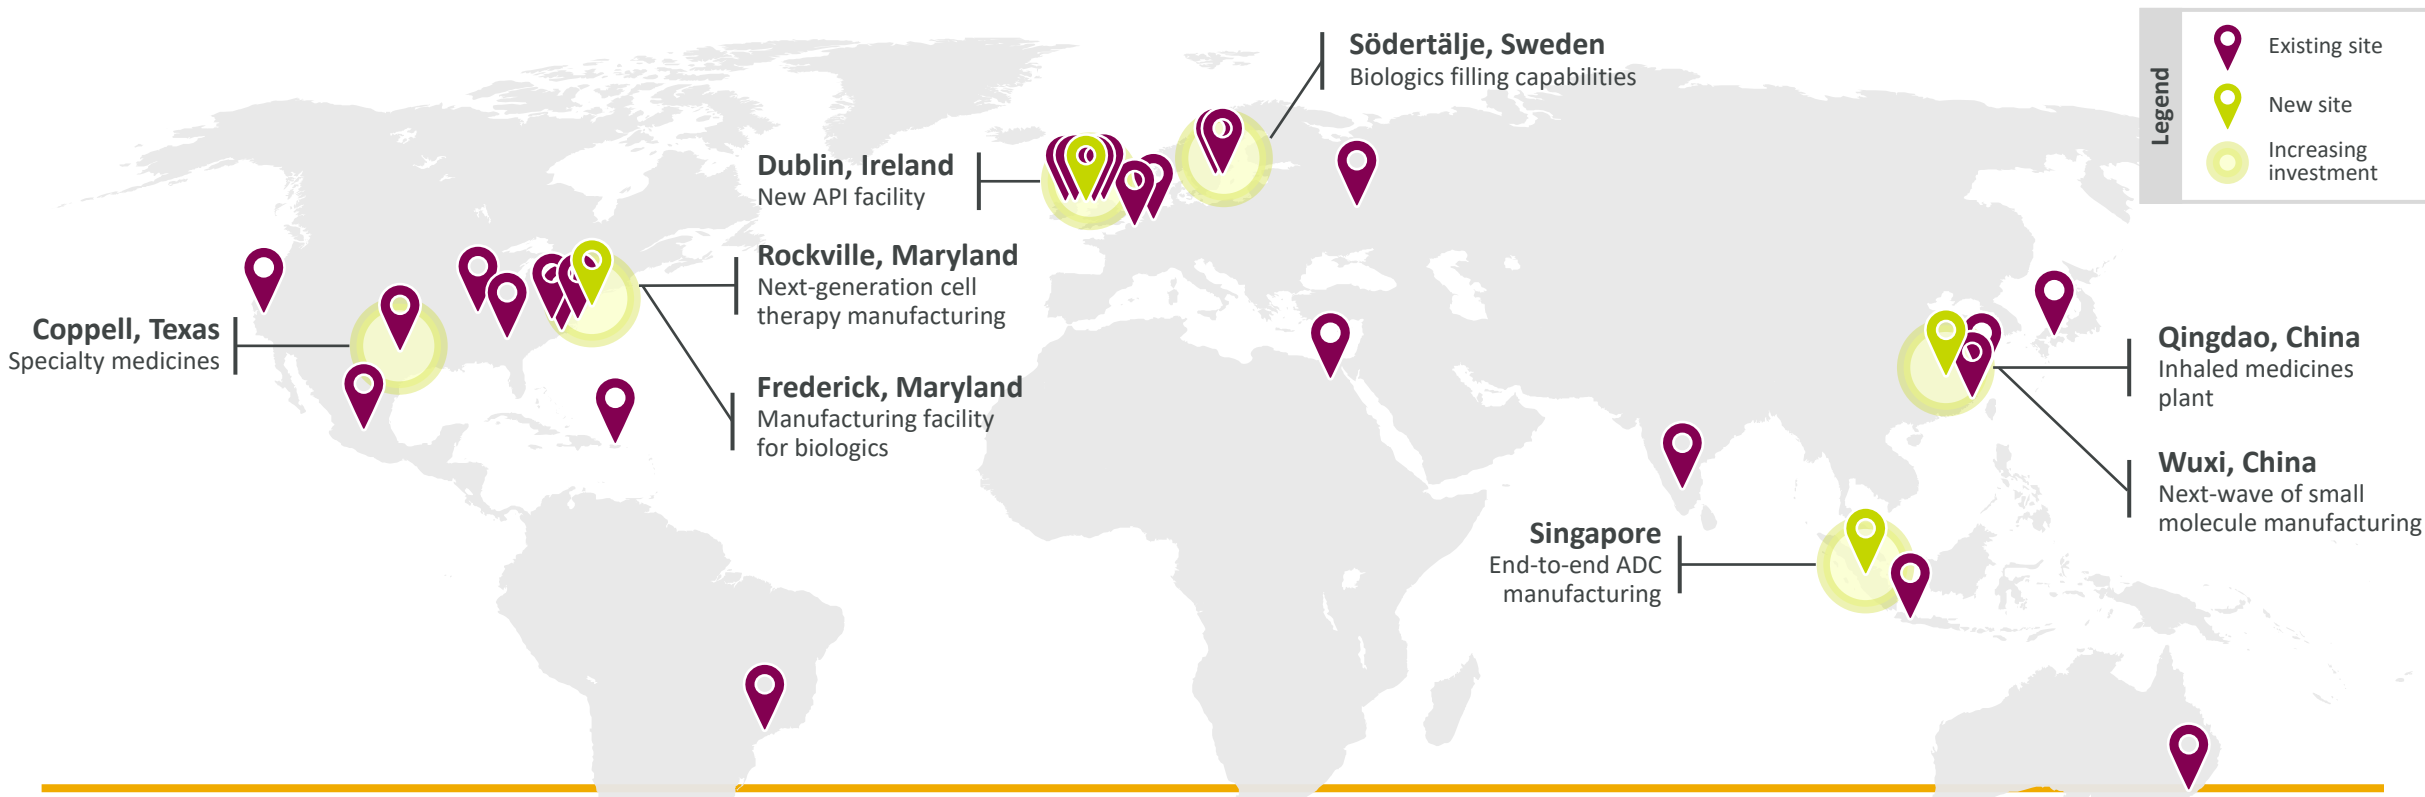 Södertälje, Sweden
Biologics filling capabilities
Legend
Existing site
New site
Increasing
investment
Dublin, Ireland
New API facility
Rockville, Maryland
Next-generation cell
therapy manufacturing
Coppell, Texas
Specialty medicines
Frederick, Maryland
Manufacturing facility
for biologics
Qingdao, China
Inhaled medicines
plant
Wuxi, China
Next-wave of small
molecule manufacturing
Singapore
End-to-end ADC
manufacturing